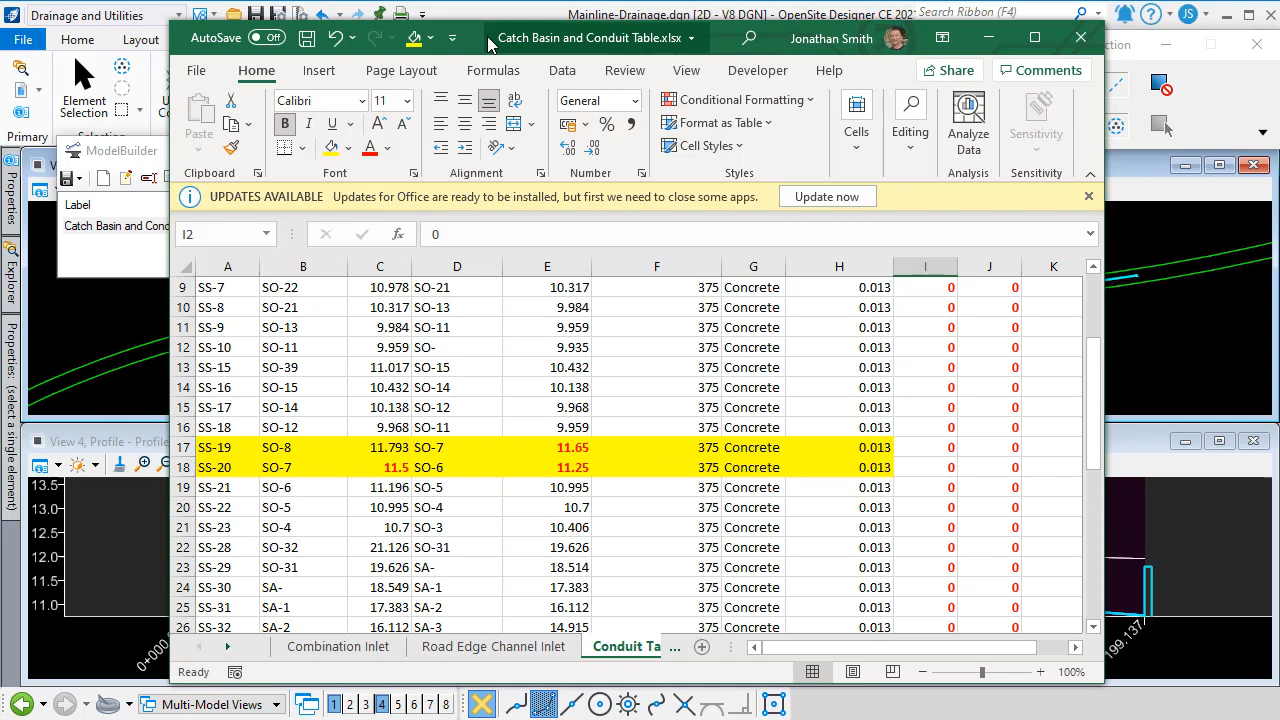 Drainage and Utilities
Mainline-Drainage.dgn [2D - V8 DGN] - OpenSite Designer CE 202
Search Ribbon (F4)
JS
File
Home
Element
Selection
Primary
AutoSave
Off
Catch Basin and Conduit Table.xlsx
Jonathan Smith
File Home Insert Page Layout Formulas Data Review View Developer Help
Share
Comments
Paste
Clipboard
Calibri 11
B I U
Font
Alignment
General
Number
Conditional Formatting
Format as Table
Cell Styles
Styles
Cells
Editing
Analyze
Data
Analysis
Sensitivity
Sensitivity
UPDATES AVAILABLE Updates for Office are ready to be installed, but first we need to close some apps. Update now
I2 fx 0
A B C D E F G H I J K
9 SS-7 SO-22 10.978 SO-21 10.317 375 Concrete 0.013 0 0
10 SS-8 SO-21 10.317 SO-13 9.984 375 Concrete 0.013 0 0
11 SS-9 SO-13 9.984 SO-11 9.959 375 Concrete 0.013 0 0
12 SS-10 SO-11 9.959 SO- 9.935 375 Concrete 0.013 0 0
13 SS-15 SO-39 11.017 SO-15 10.432 375 Concrete 0.013 0 0
14 SS-16 SO-15 10.432 SO-14 10.138 375 Concrete 0.013 0 0
15 SS-17 SO-14 10.138 SO-12 9.968 375 Concrete 0.013 0 0
16 SS-18 SO-12 9.968 SO-11 9.959 375 Concrete 0.013 0 0
17 SS-19 SO-8 11.793 SO-7 11.65 375 Concrete 0.013 0 0
18 SS-20 SO-7 11.5 SO-6 11.25 375 Concrete 0.013 0 0
19 SS-21 SO-6 11.196 SO-5 10.995 375 Concrete 0.013 0 0
20 SS-22 SO-5 10.995 SO-4 10.7 375 Concrete 0.013 0 0
21 SS-23 SO-4 10.7 SO-3 10.406 375 Concrete 0.013 0 0
22 SS-28 SO-32 21.126 SO-31 19.626 375 Concrete 0.013 0 0
23 SS-29 SO-31 19.626 SA- 18.514 375 Concrete 0.013 0 0
24 SS-30 SA- 18.549 SA-1 17.383 375 Concrete 0.013 0 0
25 SS-31 SA-1 17.383 SA-2 16.112 375 Concrete 0.013 0 0
26 SS-32 SA-2 16.112 SA-3 14.915 375 Concrete 0.013 0 0
Combination Inlet Road Edge Channel Inlet Conduit Ta ...
Ready
100%
ModelBuilder
Label
Catch Basin and Cond
Properties
Explorer
Properties: (select a single element)
View 4, Profile - Profile
13.5
13.0
12.5
12.0
11.5
11.0
0+000
199.137
Multi-Model Views
1 2 3 4 5 6 7 8